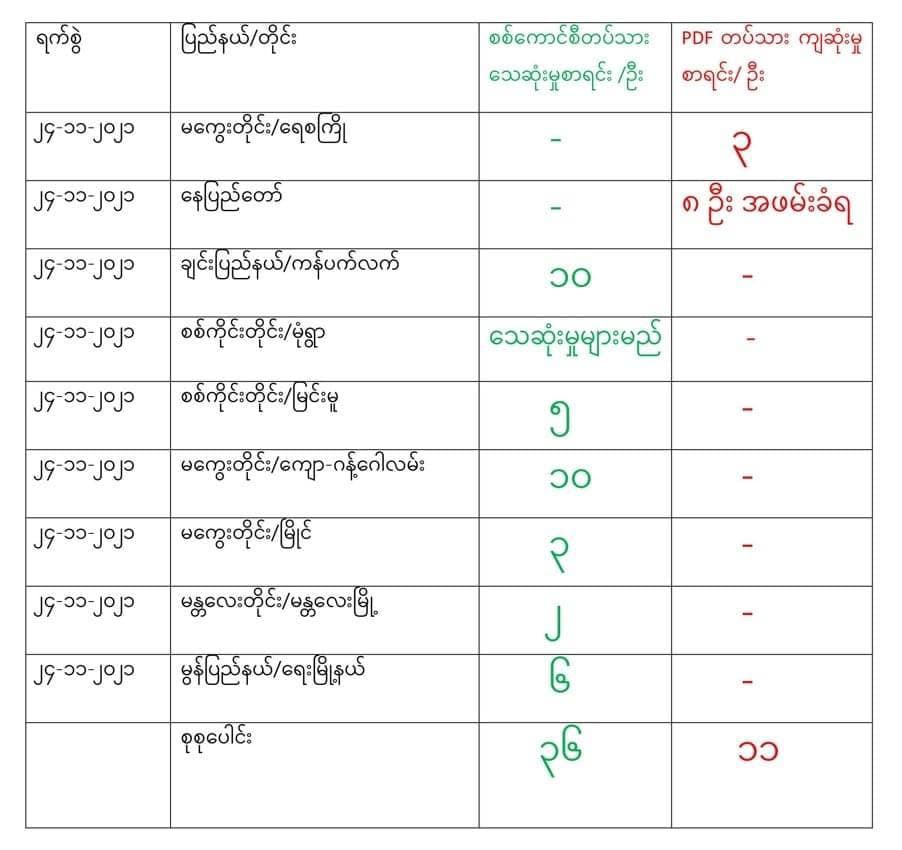 ရက်စွဲ ပြည်နယ်/တိုင်း စစ်ကောင်စီတပ်သား PDF တပ်သား ကျဆုံးမှု
သေဆုံးမှုစာရင်း /ဦး စာရင်း/ ဦး
၂၄-၁၁-၂၀၂၁ မကွေးတိုင်း/ရေစကြို - ၃
၂၄-၁၁-၂၀၂၁ နေပြည်တော် - ၈ ဦး အဖမ်းခံရ
၂၄-၁၁-၂၀၂၁ ချင်းပြည်နယ်/ကန်ပက်လက် ၁၀ -
၂၄-၁၁-၂၀၂၁ စစ်ကိုင်းတိုင်း/မုံရွာ သေဆုံးမှုများမည် -
၂၄-၁၁-၂၀၂၁ စစ်ကိုင်းတိုင်း/မြင်းမူ ၅ -
၂၄-၁၁-၂၀၂၁ မကွေးတိုင်း/ကျော-ဂန့်ဂေါလမ်း ၁၀ -
၂၄-၁၁-၂၀၂၁ မကွေးတိုင်း/မြိုင် ၃ -
၂၄-၁၁-၂၀၂၁ မန္တလေးတိုင်း/မန္တလေးမြို့ ၂ -
၂၄-၁၁-၂၀၂၁ မွန်ပြည်နယ်/ရေးမြို့နယ် ၆ -
စုစုပေါင်း ၃၆ ၁၁